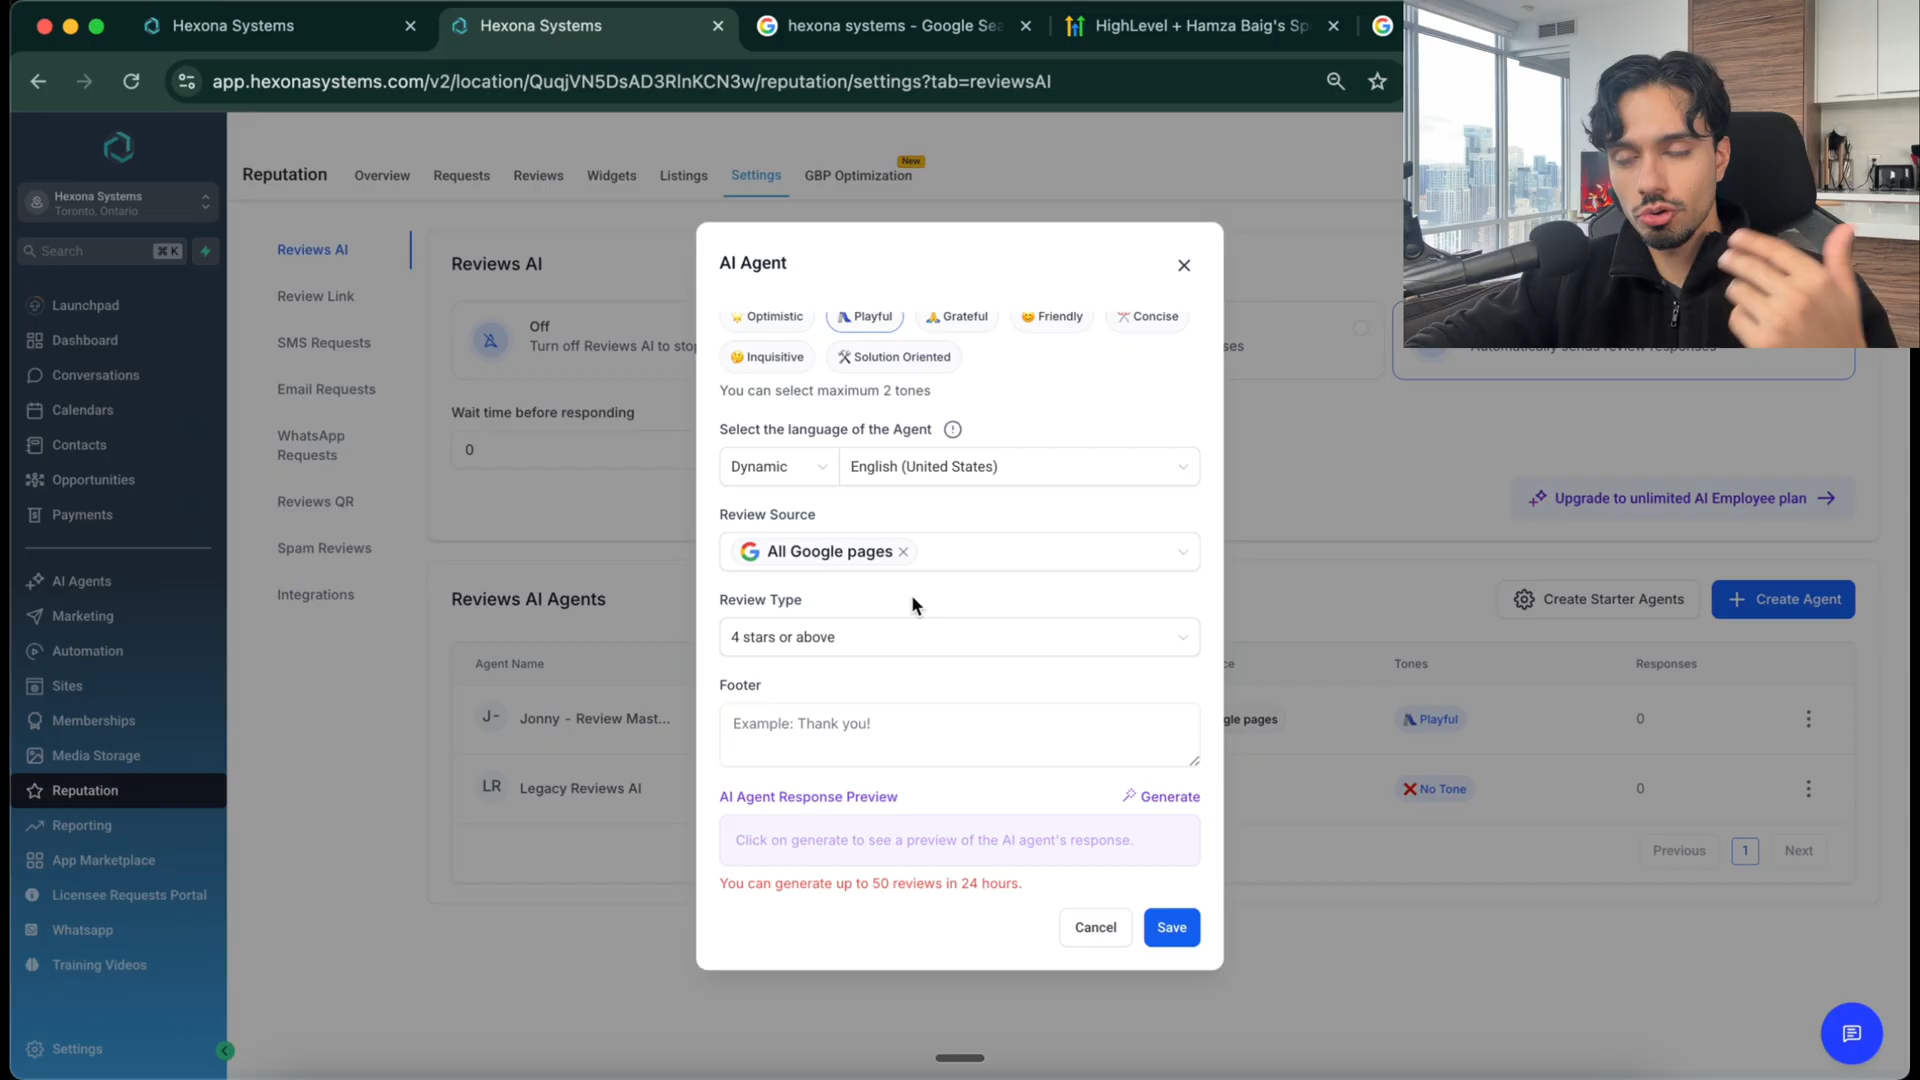 Hexona Systems
Hexona Systems
hexona systems - Google Sea
HighLevel + Hamza Baig's Sp
app.hexonasystems.com/v2/location/QuqjVN5DsAD3RlnKCN3w/reputation/settings?tab=reviewsAI
Hexona Systems
Toronto, Ontario
Search
⌘ K
Launchpad
Dashboard
Conversations
Calendars
Contacts
Opportunities
Payments
AI Agents
Marketing
Automation
Sites
Memberships
Media Storage
Reputation
Reporting
App Marketplace
Licensee Requests Portal
Whatsapp
Training Videos
Settings
Reputation
Overview
Requests
Reviews
Widgets
Listings
Settings
GBP Optimization
New
Reviews AI
Review Link
SMS Requests
Email Requests
WhatsApp
Requests
Reviews QR
Spam Reviews
Integrations
Reviews AI
Off
Turn off Reviews AI to stop
ses
Automatically sends review responses
Wait time before responding
0
Upgrade to unlimited AI Employee plan
Reviews AI Agents
Create Starter Agents
+ Create Agent
Agent Name
ce
Tones
Responses
J-
Jonny - Review Mast...
gle pages
Playful
0
LR
Legacy Reviews AI
No Tone
0
Previous
1
Next
AI Agent
Optimistic
Playful
Grateful
Friendly
Concise
Inquisitive
Solution Oriented
You can select maximum 2 tones
Select the language of the Agent
Dynamic
English (United States)
Review Source
All Google pages
Review Type
4 stars or above
Footer
Example: Thank you!
AI Agent Response Preview
Generate
Click on generate to see a preview of the AI agent's response.
You can generate up to 50 reviews in 24 hours.
Cancel
Save